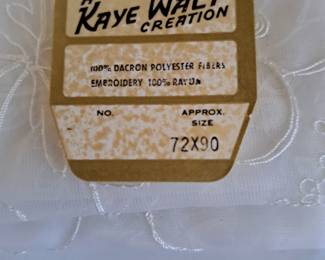 A
KAYE WALT
CREATION
100% DACRON POLYESTER FIBERS
EMBROIDERY 100% RAYON
NO. APPROX.
SIZE
72X90